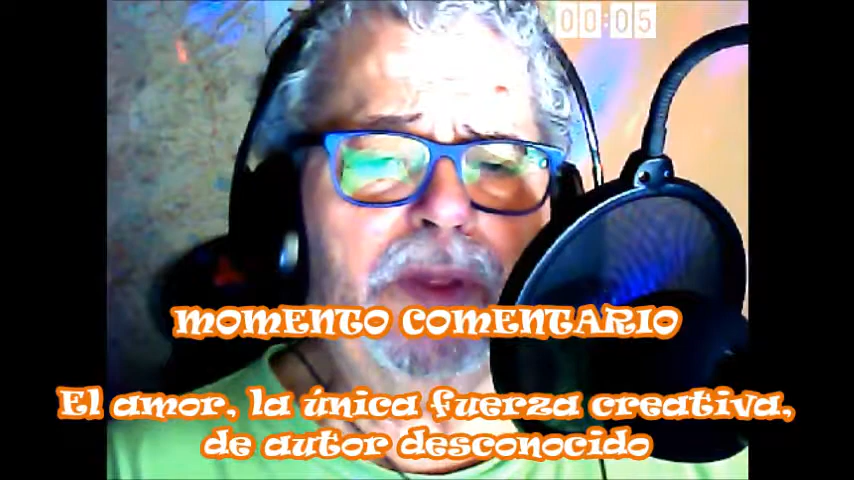 00:05
MOMENTO COMENTARIO
El amor, la única fuerza creativa,
de autor desconocido